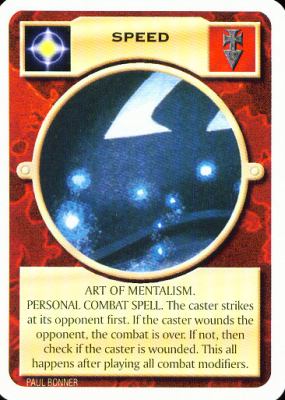 SPEED
ART OF MENTALISM.
PERSONAL COMBAT SPELL. The caster strikes
at its opponent first. If the caster wounds the
opponent, the combat is over. If not, then
check if the caster is wounded. This all
happens after playing all combat modifiers.
PAUL BONNER